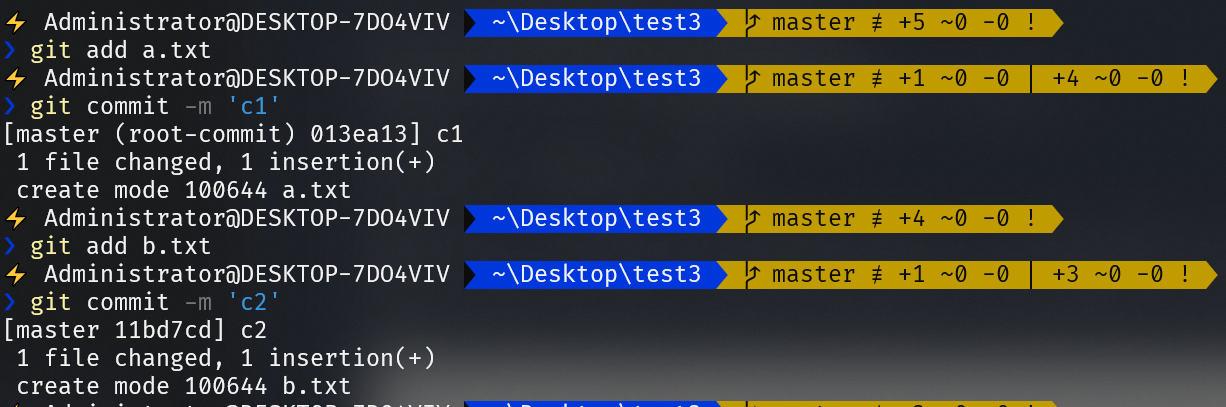 ⚡ Administrator@DESKTOP-7DO4VIV ~\Desktop\test3 master ≢ +5 ~0 -0 !
❯ git add a.txt
⚡ Administrator@DESKTOP-7DO4VIV ~\Desktop\test3 master ≢ +1 ~0 -0 | +4 ~0 -0 !
❯ git commit -m 'c1'
[master (root-commit) 013ea13] c1
1 file changed, 1 insertion(+)
create mode 100644 a.txt
⚡ Administrator@DESKTOP-7DO4VIV ~\Desktop\test3 master ≢ +4 ~0 -0 !
❯ git add b.txt
⚡ Administrator@DESKTOP-7DO4VIV ~\Desktop\test3 master ≢ +1 ~0 -0 | +3 ~0 -0 !
❯ git commit -m 'c2'
[master 11bd7cd] c2
1 file changed, 1 insertion(+)
create mode 100644 b.txt